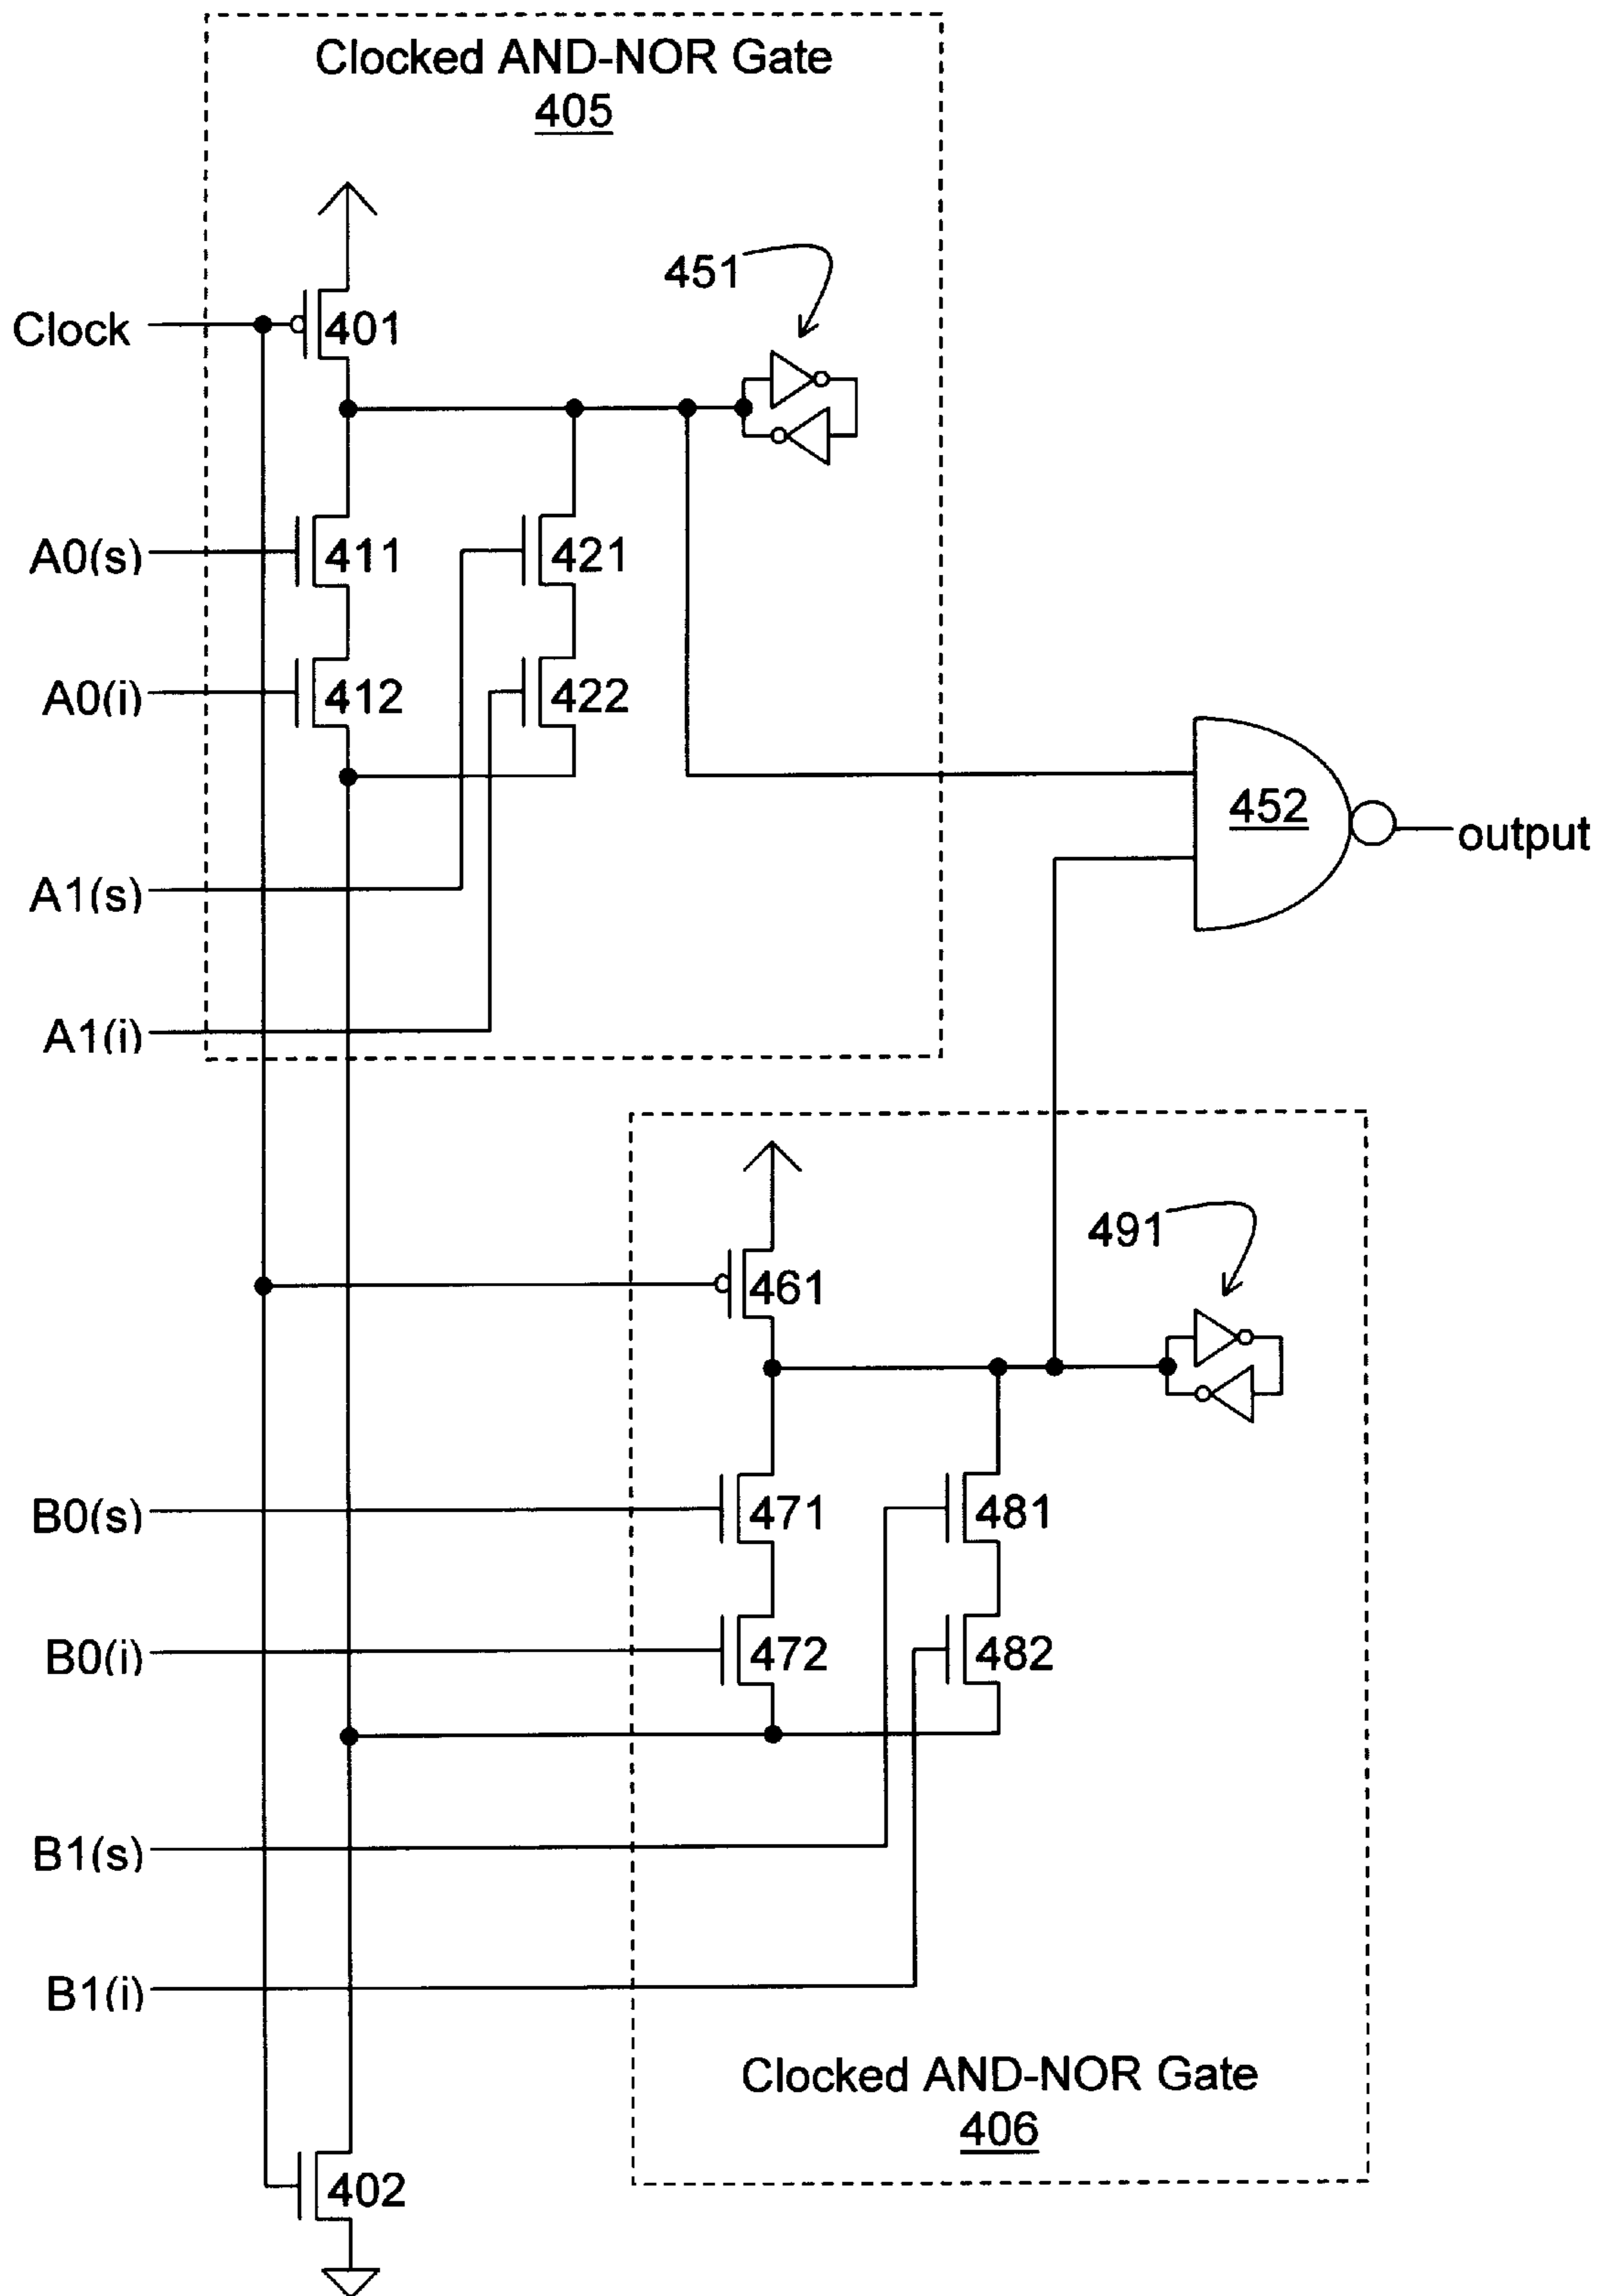 Clocked AND-NOR Gate
405
451
Clock
401
A0(s)
411
421
A0(i)
412
422
452
output
A1(s)
A1(i)
491
461
B0(s)
471
481
B0(i)
472
482
B1(s)
B1(i)
Clocked AND-NOR Gate
406
402